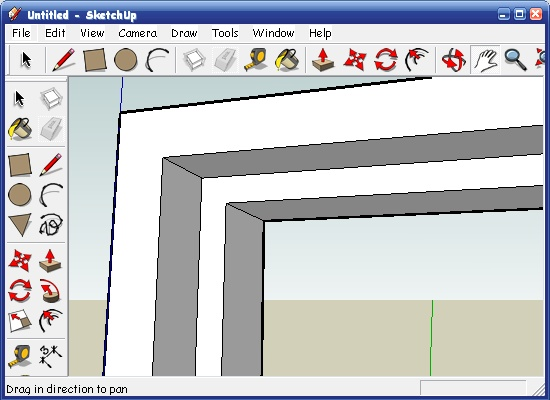 Untitled - SketchUp
File Edit View Camera Draw Tools Window Help
Drag in direction to pan